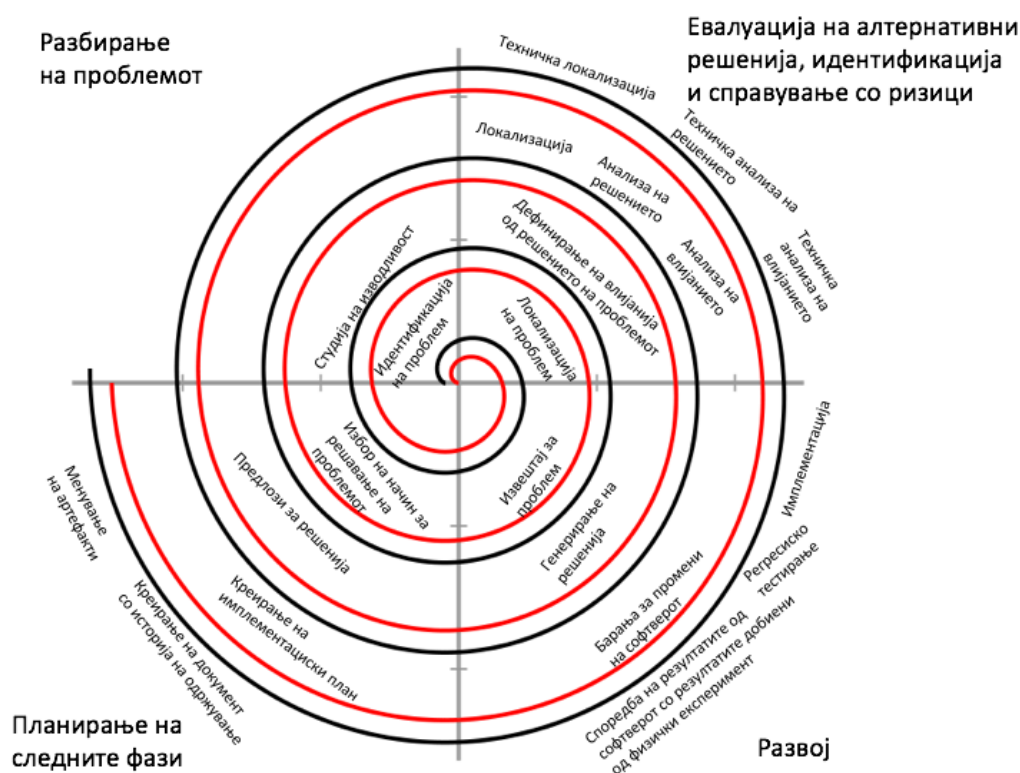 Разбирање
на проблемот
Евалуација на алтернативни
решенија, идентификација
и справување со ризици
Техничка локализација
Техничка анализа на
решението
Техничка
анализа на
влијанието
Локализација
Анализа на
решението
Анализа на
влијанието
Дефинирање на влијанија
од решението на проблемот
Студија на изводливост
Идентификација
на проблем
Локализација
на проблем
Извештај за
проблем
Избор на начин за
решавање на
проблемот
Генерирање на
решенија
Предлози за решенија
Имплементација
Регресиско
тестирање
Барања за промени
на софтверот
Споредба на резултатите од
софтверот со резултатите добиени
од физички експеримент
Креирање на
имплементациски план
Менување
на артефакти
Креирање на документ
со историја на одржување
Планирање на
следните фази
Развој